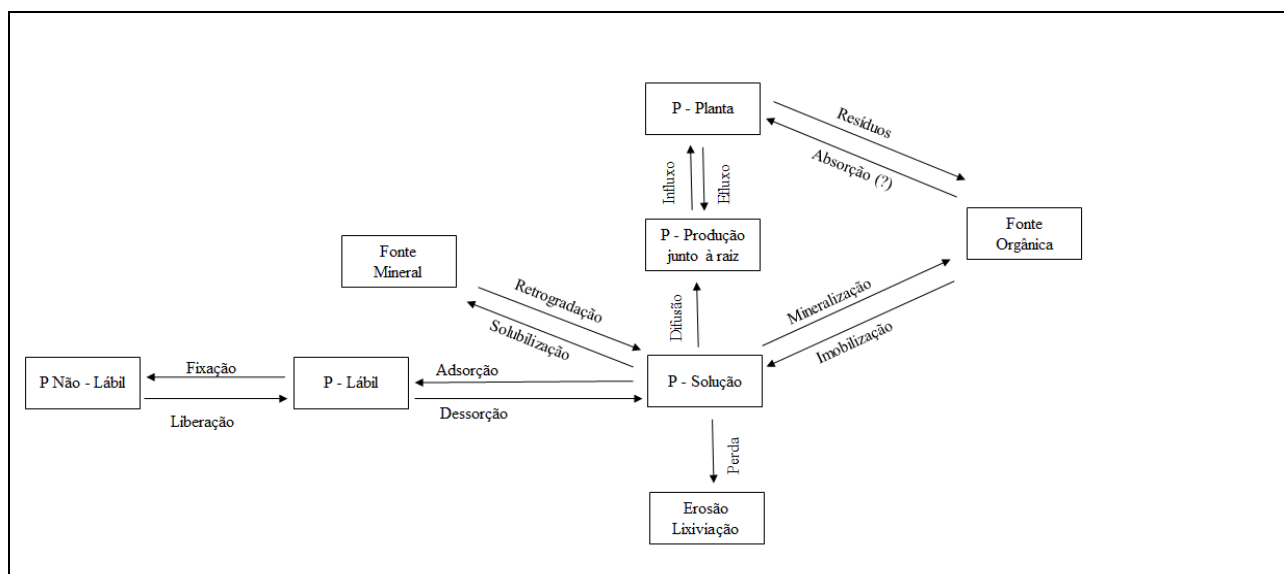 P - Planta
Resíduos
Absorção (?)
Influxo
Efluxo
P - Produção
junto à raiz
Fonte
Orgânica
Fonte
Mineral
Retrogradação
Solubilização
Difusão
Mineralização
Imobilização
P Não - Lábil
Fixação
Liberação
P - Lábil
Adsorção
Dessorção
P - Solução
Perda
Erosão
Lixiviação